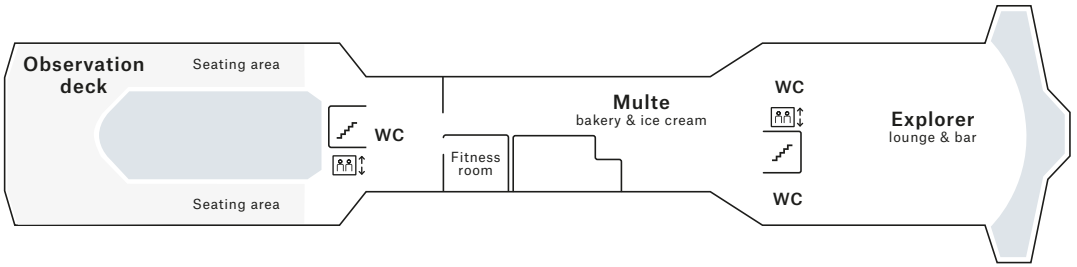 Observation
deck
Seating area
Seating area
WC
Fitness
room
Multe
bakery & ice cream
WC
WC
Explorer
lounge & bar